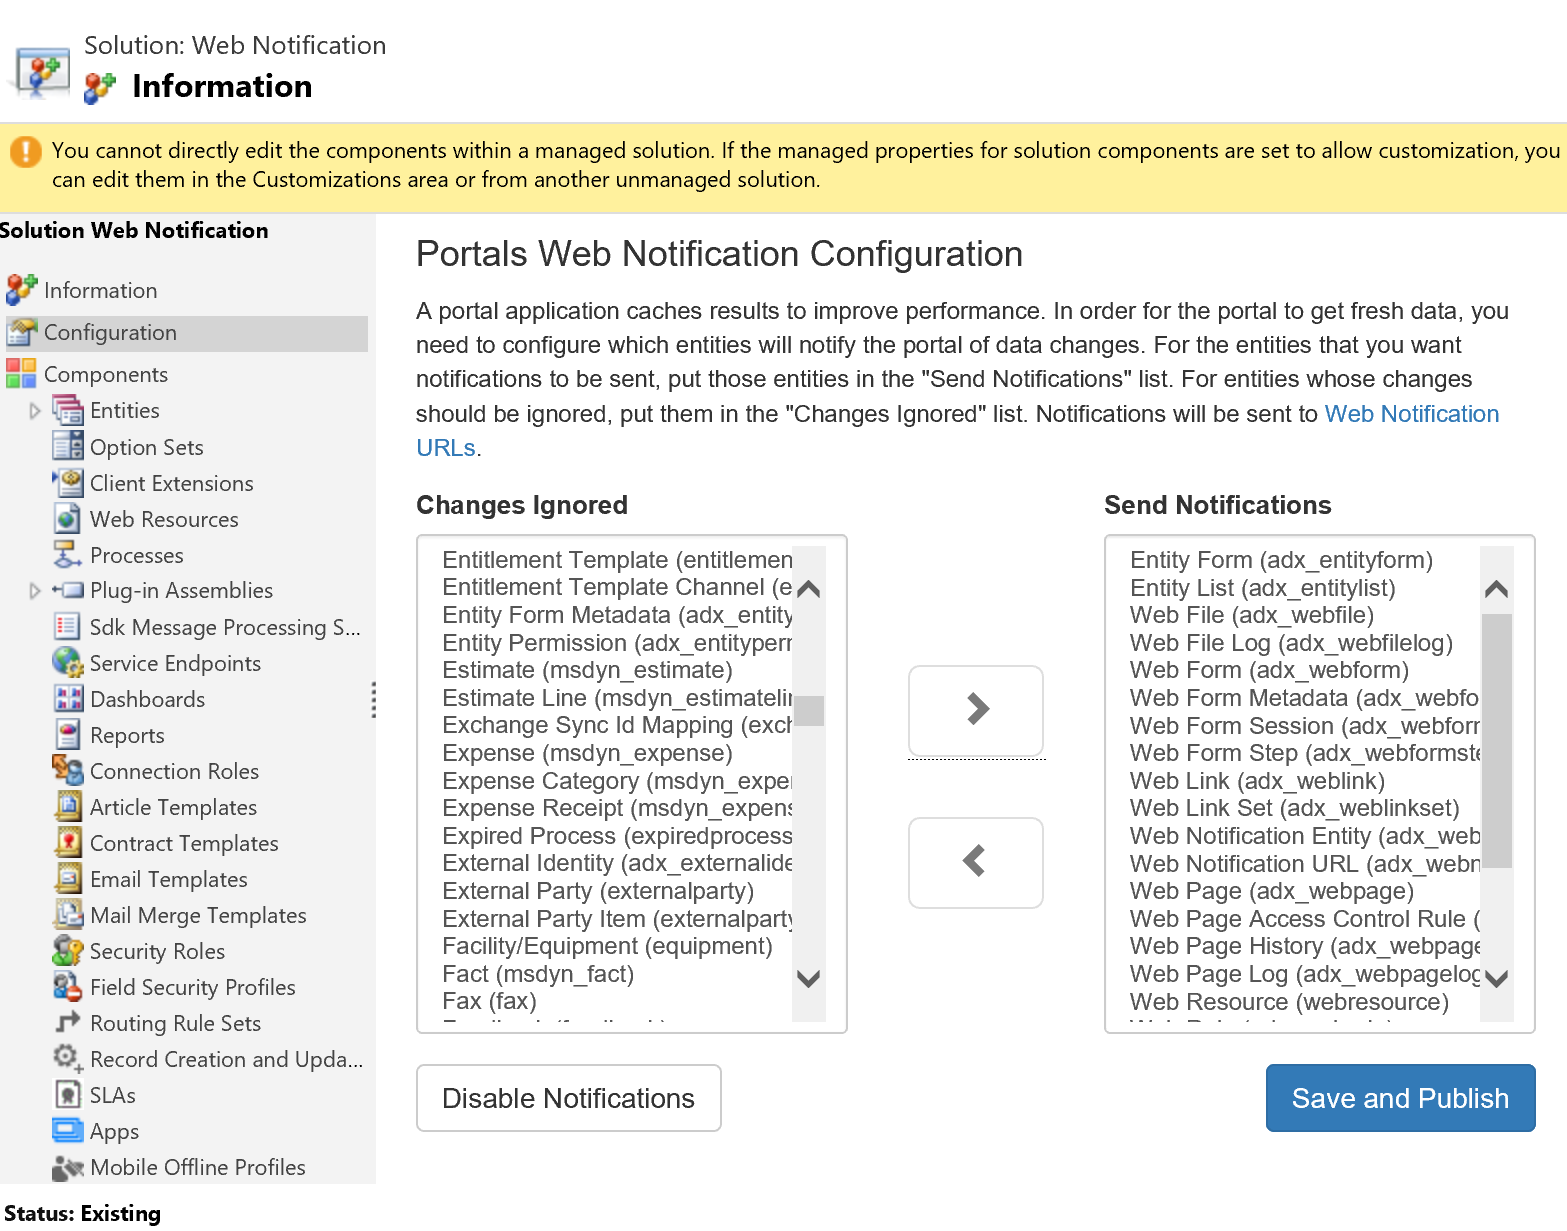 Solution: Web Notification
Information
You cannot directly edit the components within a managed solution. If the managed properties for solution components are set to allow customization, you
can edit them in the Customizations area or from another unmanaged solution.
Solution Web Notification
Information
Configuration
Components
Entities
Option Sets
Client Extensions
Web Resources
Processes
Plug-in Assemblies
Sdk Message Processing S...
Service Endpoints
Dashboards
Reports
Connection Roles
Article Templates
Contract Templates
Email Templates
Mail Merge Templates
Security Roles
Field Security Profiles
Routing Rule Sets
Record Creation and Upda...
SLAs
Apps
Mobile Offline Profiles
Status: Existing
Portals Web Notification Configuration
A portal application caches results to improve performance. In order for the portal to get fresh data, you
need to configure which entities will notify the portal of data changes. For the entities that you want
notifications to be sent, put those entities in the "Send Notifications" list. For entities whose changes
should be ignored, put them in the "Changes Ignored" list. Notifications will be sent to Web Notification
URLs.
Changes Ignored
Entitlement Template (entitlemen
Entitlement Template Channel (e
Entity Form Metadata (adx_entity
Entity Permission (adx_entityperm
Estimate (msdyn_estimate)
Estimate Line (msdyn_estimatelin
Exchange Sync Id Mapping (exch
Expense (msdyn_expense)
Expense Category (msdyn_expen
Expense Receipt (msdyn_expens
Expired Process (expiredprocess
External Identity (adx_externalide
External Party (externalparty)
External Party Item (externalparty
Facility/Equipment (equipment)
Fact (msdyn_fact)
Fax (fax)
Send Notifications
Entity Form (adx_entityform)
Entity List (adx_entitylist)
Web File (adx_webfile)
Web File Log (adx_webfilelog)
Web Form (adx_webform)
Web Form Metadata (adx_webfo
Web Form Session (adx_webforr
Web Form Step (adx_webformste
Web Link (adx_weblink)
Web Link Set (adx_weblinkset)
Web Notification Entity (adx_web
Web Notification URL (adx_webn
Web Page (adx_webpage)
Web Page Access Control Rule (
Web Page History (adx_webpage
Web Page Log (adx_webpagelog
Web Resource (webresource)
Disable Notifications
Save and Publish